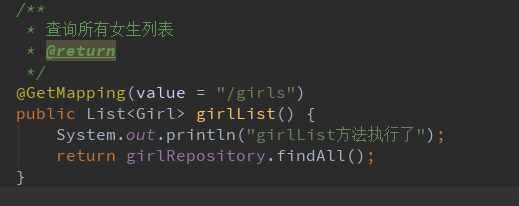 /**
 * 查询所有女生列表
 * @return
 */
@GetMapping(value = "/girls")
public List<Girl> girlList() {
    System.out.println("girlList方法执行了");
    return girlRepository.findAll();
}